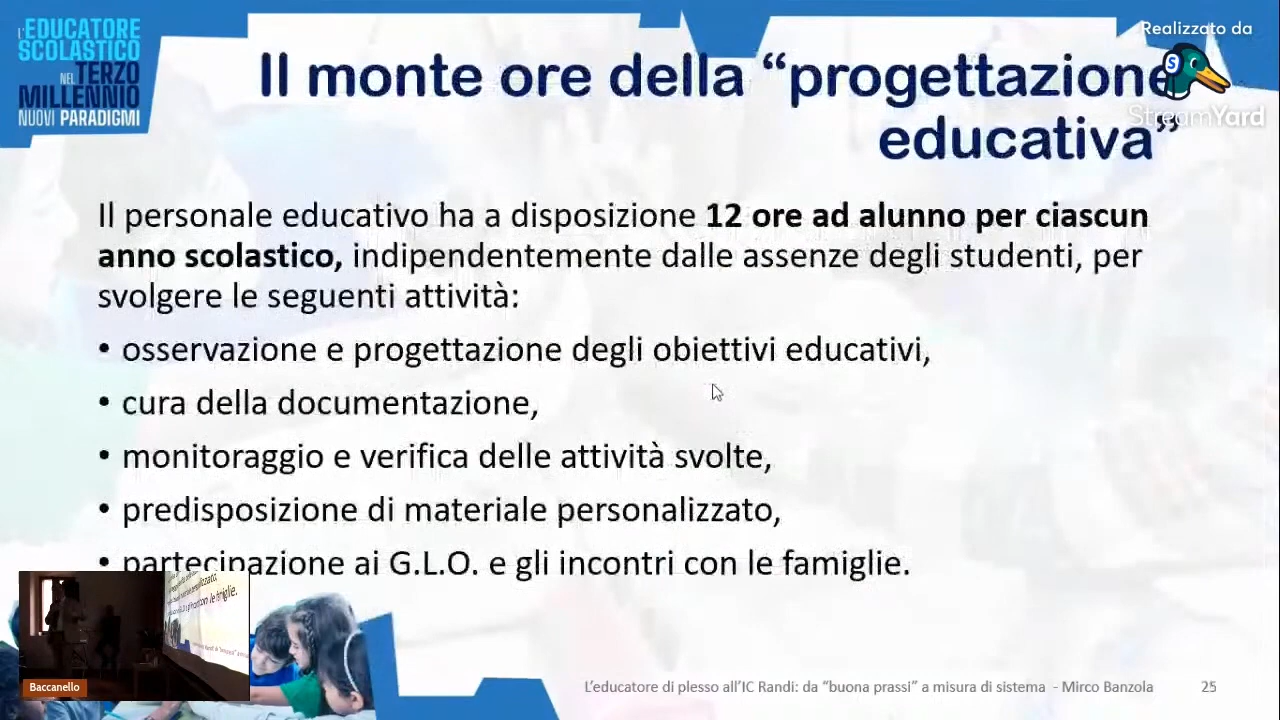 L'EDUCATORE
SCOLASTICO
NEL TERZO
MILLENNIO
NUOVI PARADIGMI
Realizzato da
StreamYard
Il monte ore della “progettazione
educativa”
Il personale educativo ha a disposizione 12 ore ad alunno per ciascun
anno scolastico, indipendentemente dalle assenze degli studenti, per
svolgere le seguenti attività:
• osservazione e progettazione degli obiettivi educativi,
• cura della documentazione,
• monitoraggio e verifica delle attività svolte,
• predisposizione di materiale personalizzato,
• partecipazione ai G.L.O. e gli incontri con le famiglie.
Baccanello
L’educatore di plesso all’IC Randi: da “buona prassi” a misura di sistema - Mirco Banzola
25